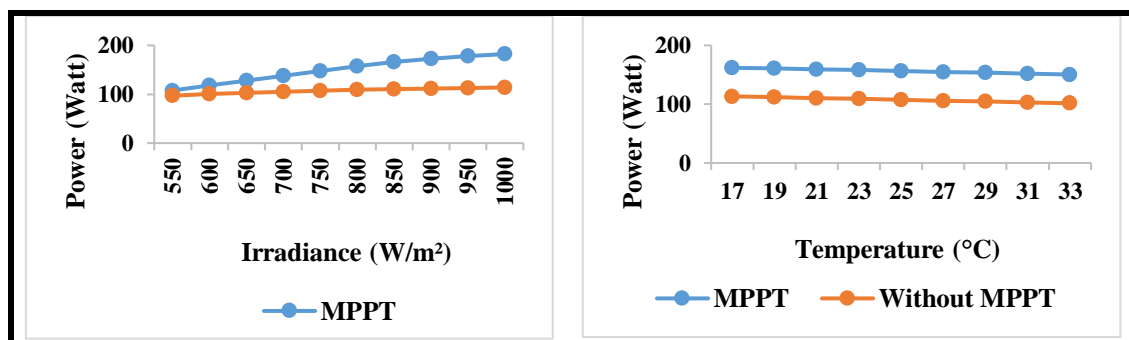 200
100
0
Power (Watt)
550 600 650 700 750 800 850 900 950 1000
Irradiance (W/m²)
MPPT
200
100
0
Power (Watt)
17 19 21 23 25 27 29 31 33
Temperature (°C)
MPPT Without MPPT